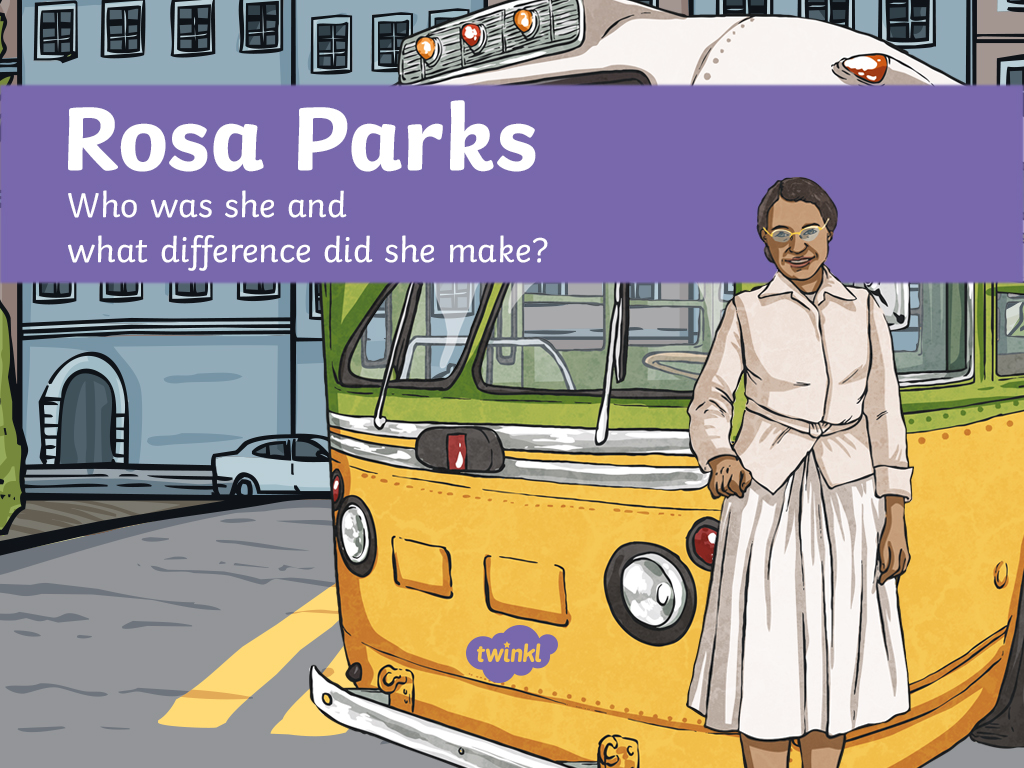 Rosa Parks
Who was she and
what difference did she make?
twinkl